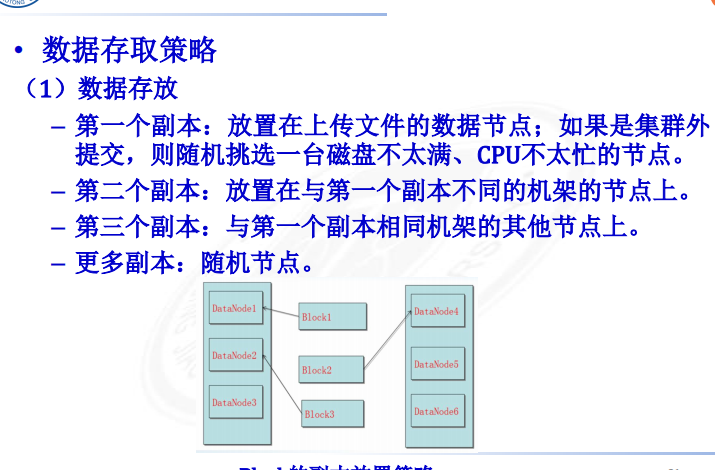 • 数据存取策略
（1）数据存放
– 第一个副本：放置在上传文件的数据节点；如果是集群外
提交，则随机挑选一台磁盘不太满、CPU不太忙的节点。
– 第二个副本：放置在与第一个副本不同的机架的节点上。
– 第三个副本：与第一个副本相同机架的其他节点上。
– 更多副本：随机节点。
DataNode1
Block1
DataNode4
DataNode2
Block2
DataNode5
DataNode3
Block3
DataNode6